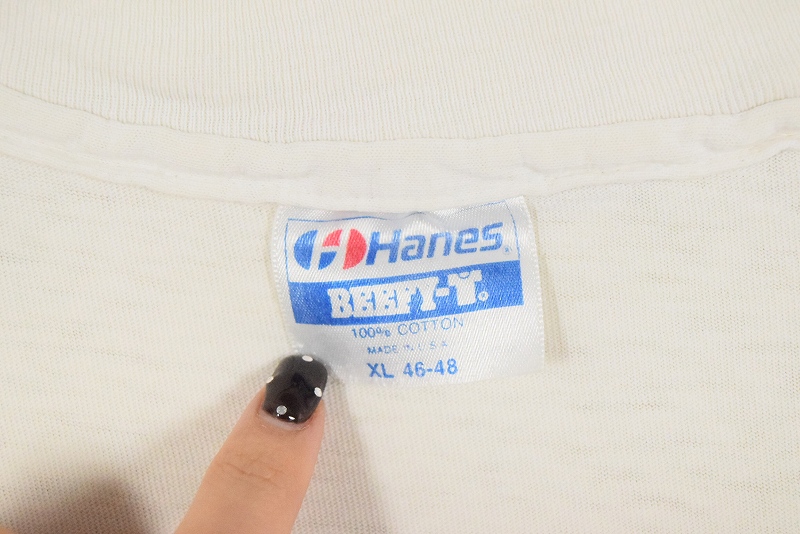 Hanes®
BEEFY-T®
100% COTTON
MADE IN U.S.A
XL 46-48